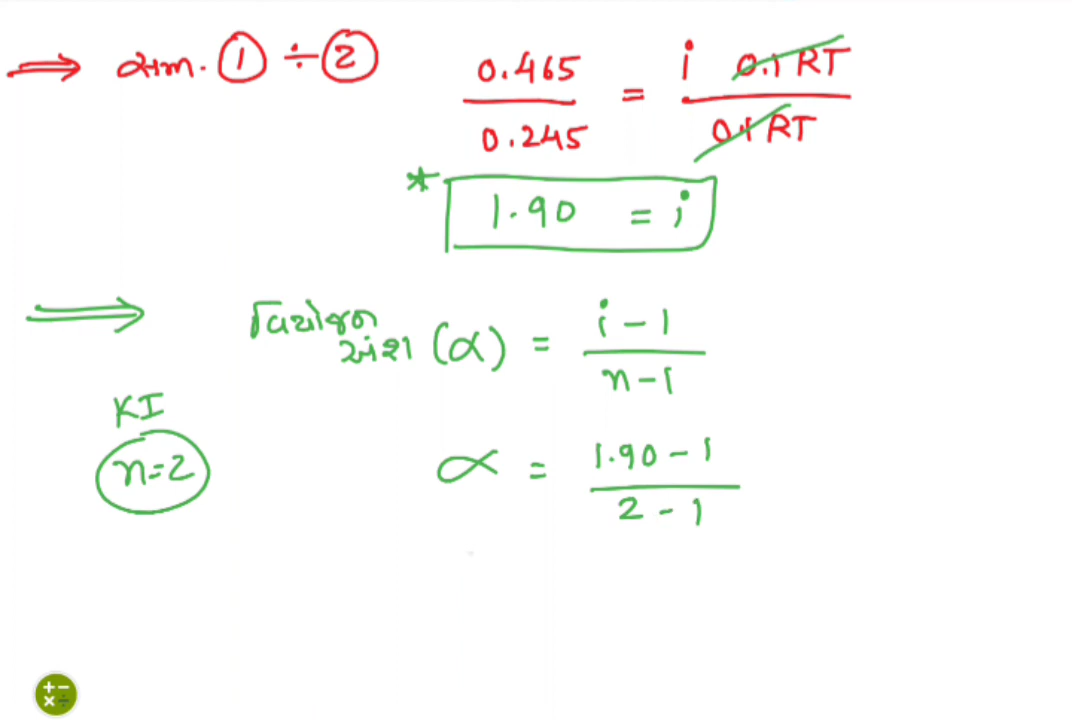 ⇒ સમ. ① ÷ ② 0.465 / 0.245 = i 0.1 RT / 0.1 RT
* 1.90 = i
⇒ વિયોજન અંશ (α) = i - 1 / n - 1
KI
n=2 α = 1.90 - 1 / 2 - 1